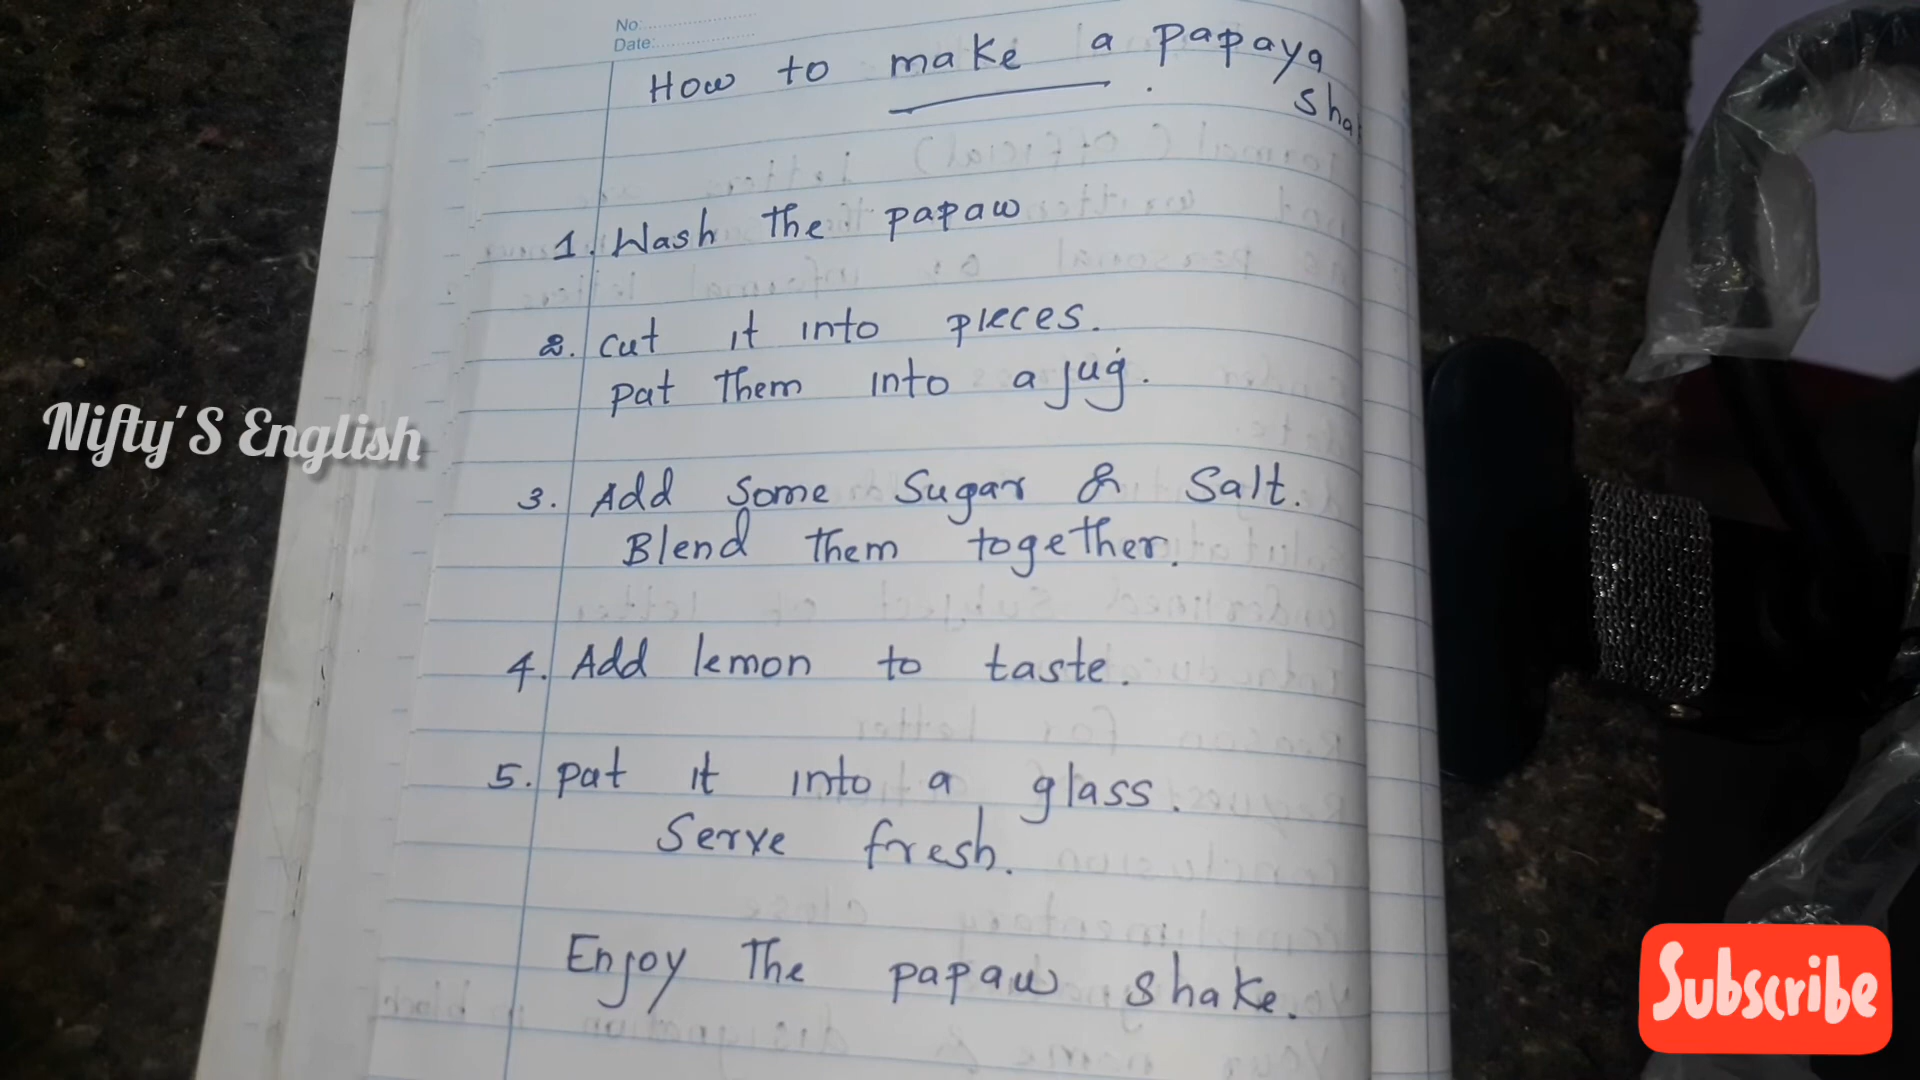 No:
Date:
How to make a papaya
sha
1. Wash the papaw
2. cut it into pieces.
pat them into a jug.
3. Add some sugar & salt.
Blend them together.
4. Add lemon to taste.
5. pat it into a glass.
Serve fresh.
Enjoy the papaw shake.
Nifty'S English
Subscribe